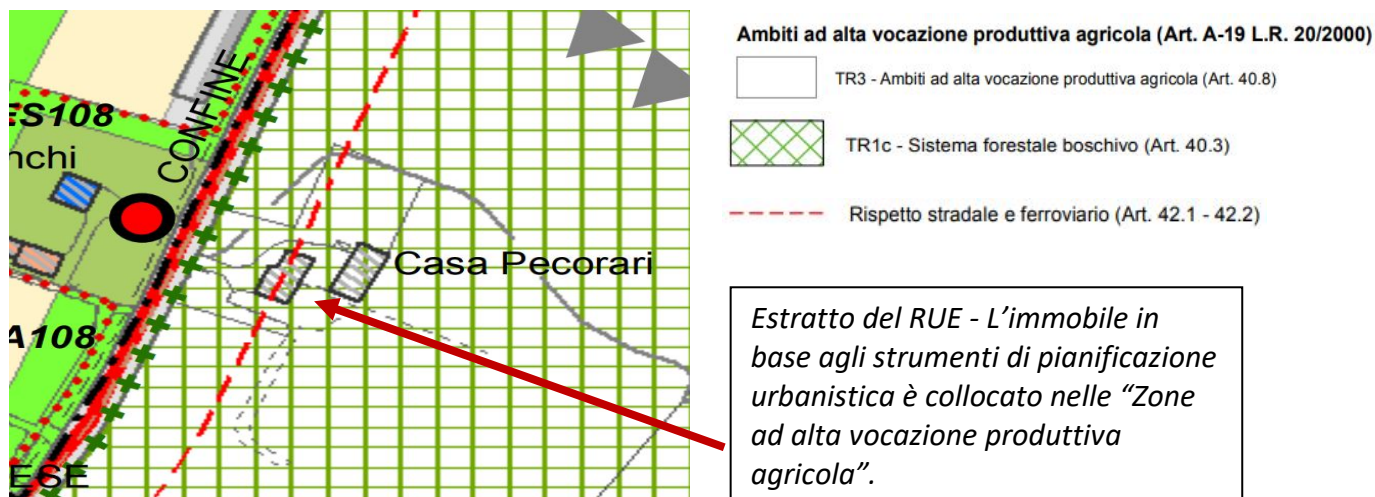 ES108
nchi
CONFINE
Casa Pecorari
A108
ESE
Ambiti ad alta vocazione produttiva agricola (Art. A-19 L.R. 20/2000)
TR3 - Ambiti ad alta vocazione produttiva agricola (Art. 40.8)
TR1c - Sistema forestale boschivo (Art. 40.3)
Rispetto stradale e ferroviario (Art. 42.1 - 42.2)
Estratto del RUE - L’immobile in
base agli strumenti di pianificazione
urbanistica è collocato nelle “Zone
ad alta vocazione produttiva
agricola”.